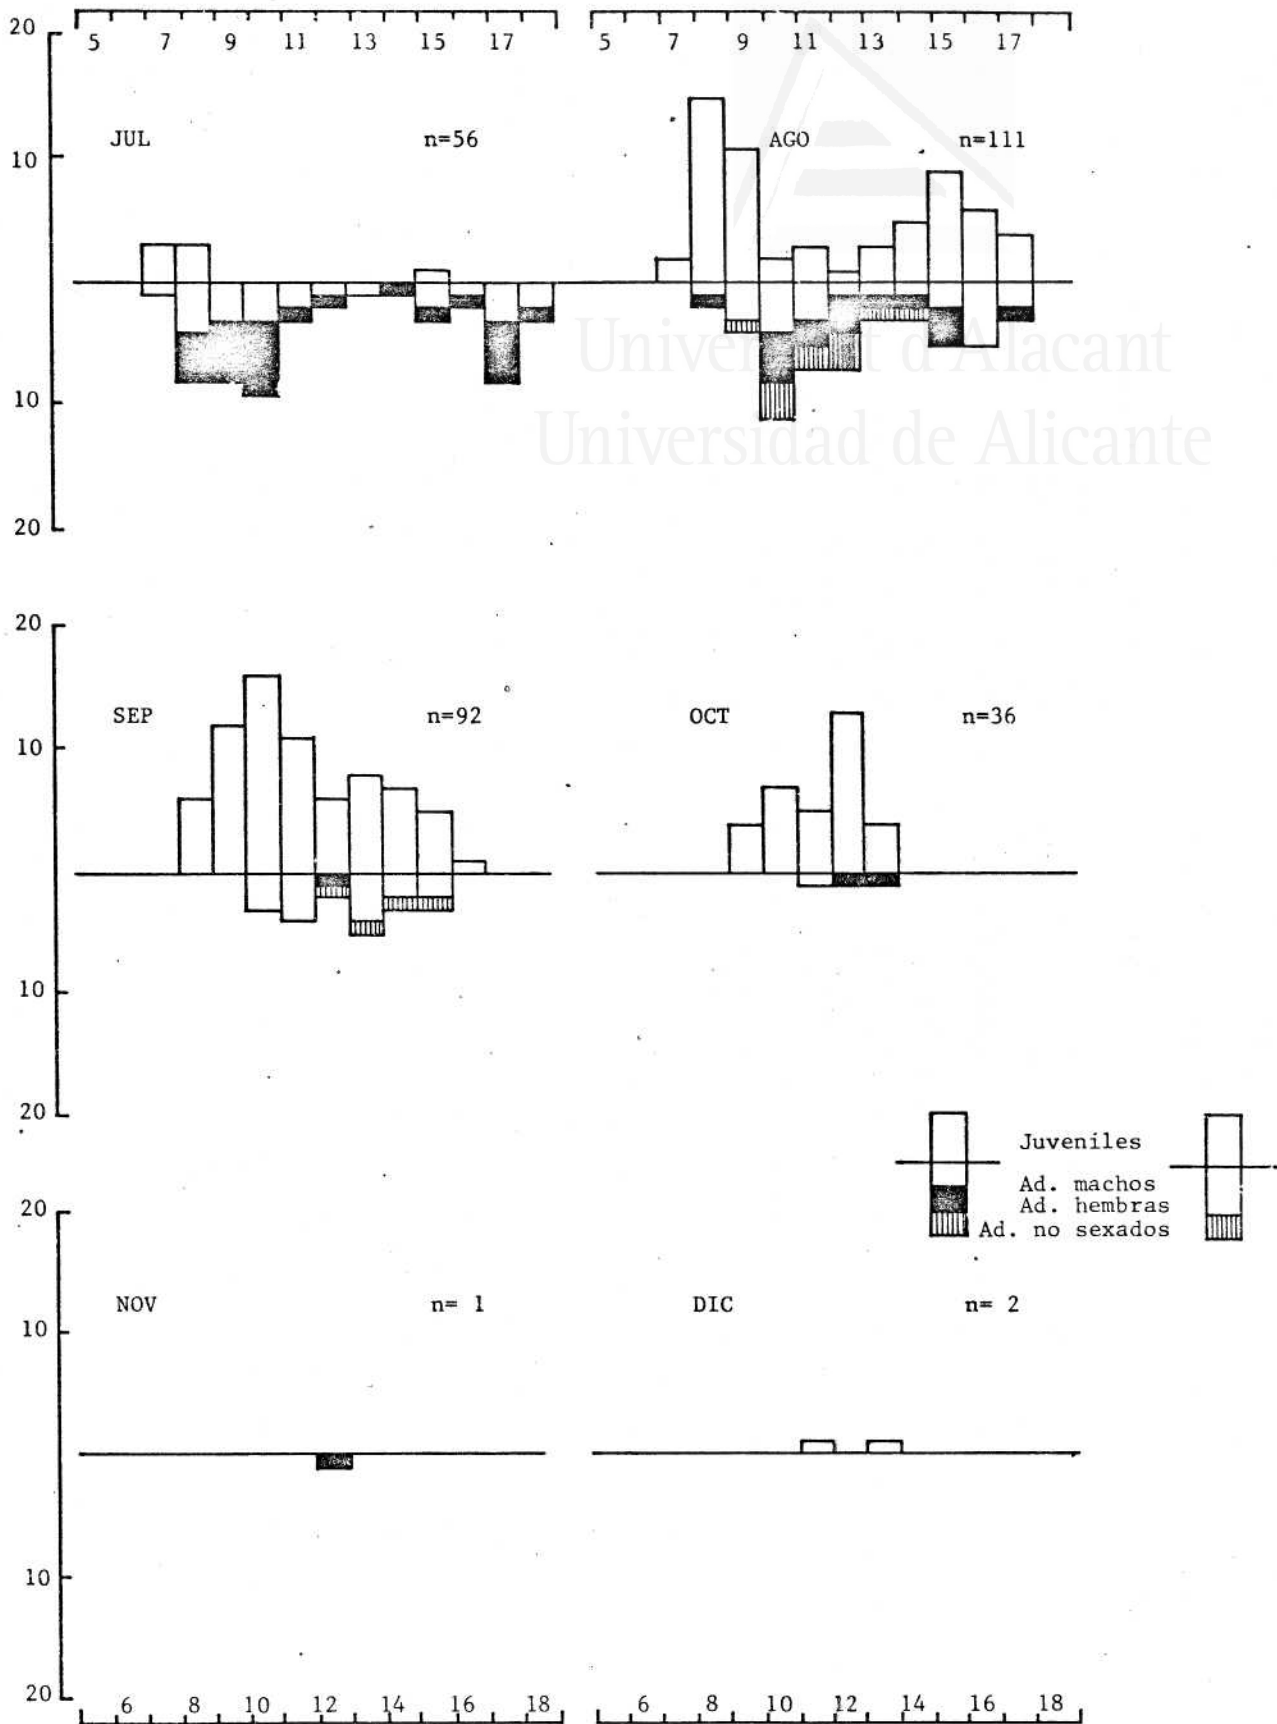 20
5 7 9 11 13 15 17
5 7 9 11 13 15 17
JUL n=56
AGO n=111
10
Universitat d'Alacant
Universidad de Alicante
10
20
20
SEP n=92
OCT n=36
10
10
20
Juveniles
Ad. machos
Ad. hembras
Ad. no sexados
20
NOV n= 1
DIC n= 2
10
10
20
6 8 10 12 14 16 18
8 10 12 14 16 18